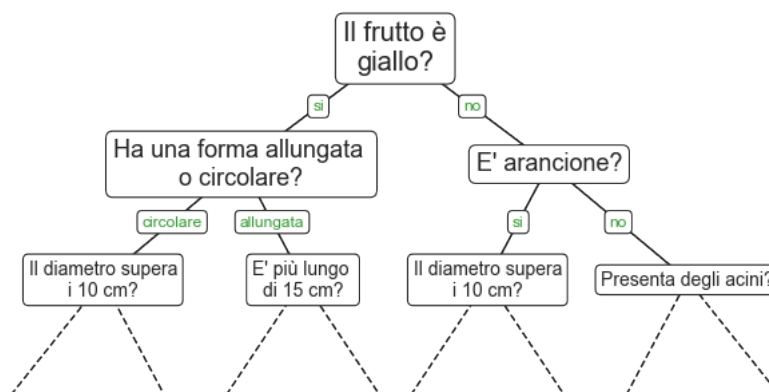 Il frutto è
giallo?
si
no
Ha una forma allungata
o circolare?
E' arancione?
circolare
allungata
si
no
Il diametro supera
i 10 cm?
E' più lungo
di 15 cm?
Il diametro supera
i 10 cm?
Presenta degli acini?